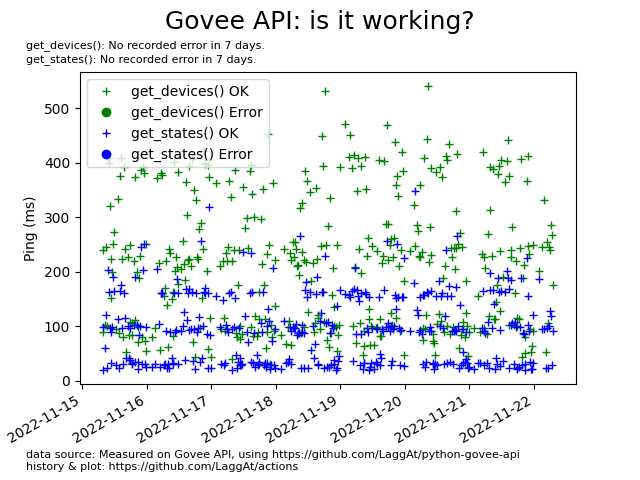 Govee API: is it working?
get_devices(): No recorded error in 7 days.
get_states(): No recorded error in 7 days.
get_devices() OK
get_devices() Error
get_states() OK
get_states() Error
Ping (ms)
500
400
300
200
100
0
2022-11-15
2022-11-16
2022-11-17
2022-11-18
2022-11-19
2022-11-20
2022-11-21
2022-11-22
data source: Measured on Govee API, using https://github.com/LaggAt/python-govee-api
history & plot: https://github.com/LaggAt/actions